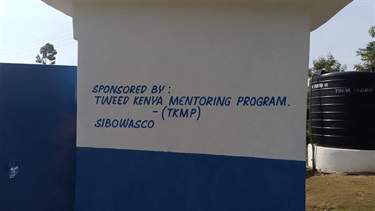 SPONSORED BY :
TWEED KENYA MENTORING PROGRAM.
- (TKMP)
SIBOWASCO